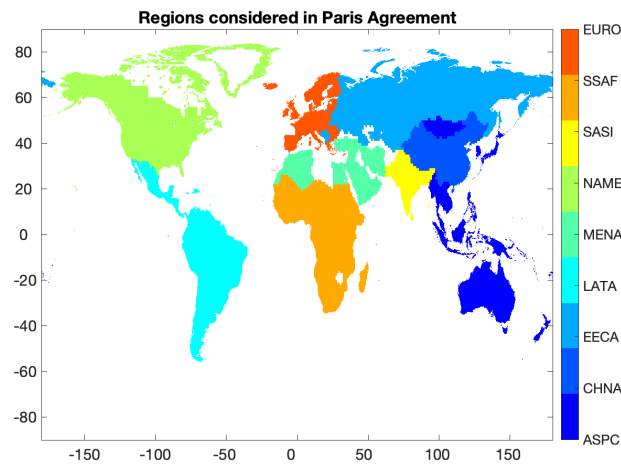 Regions considered in Paris Agreement
80
60
40
20
0
-20
-40
-60
-80
-150
-100
-50
0
50
100
150
EURO
SSAF
SASI
NAME
MENA
LATA
EECA
CHNA
ASPC